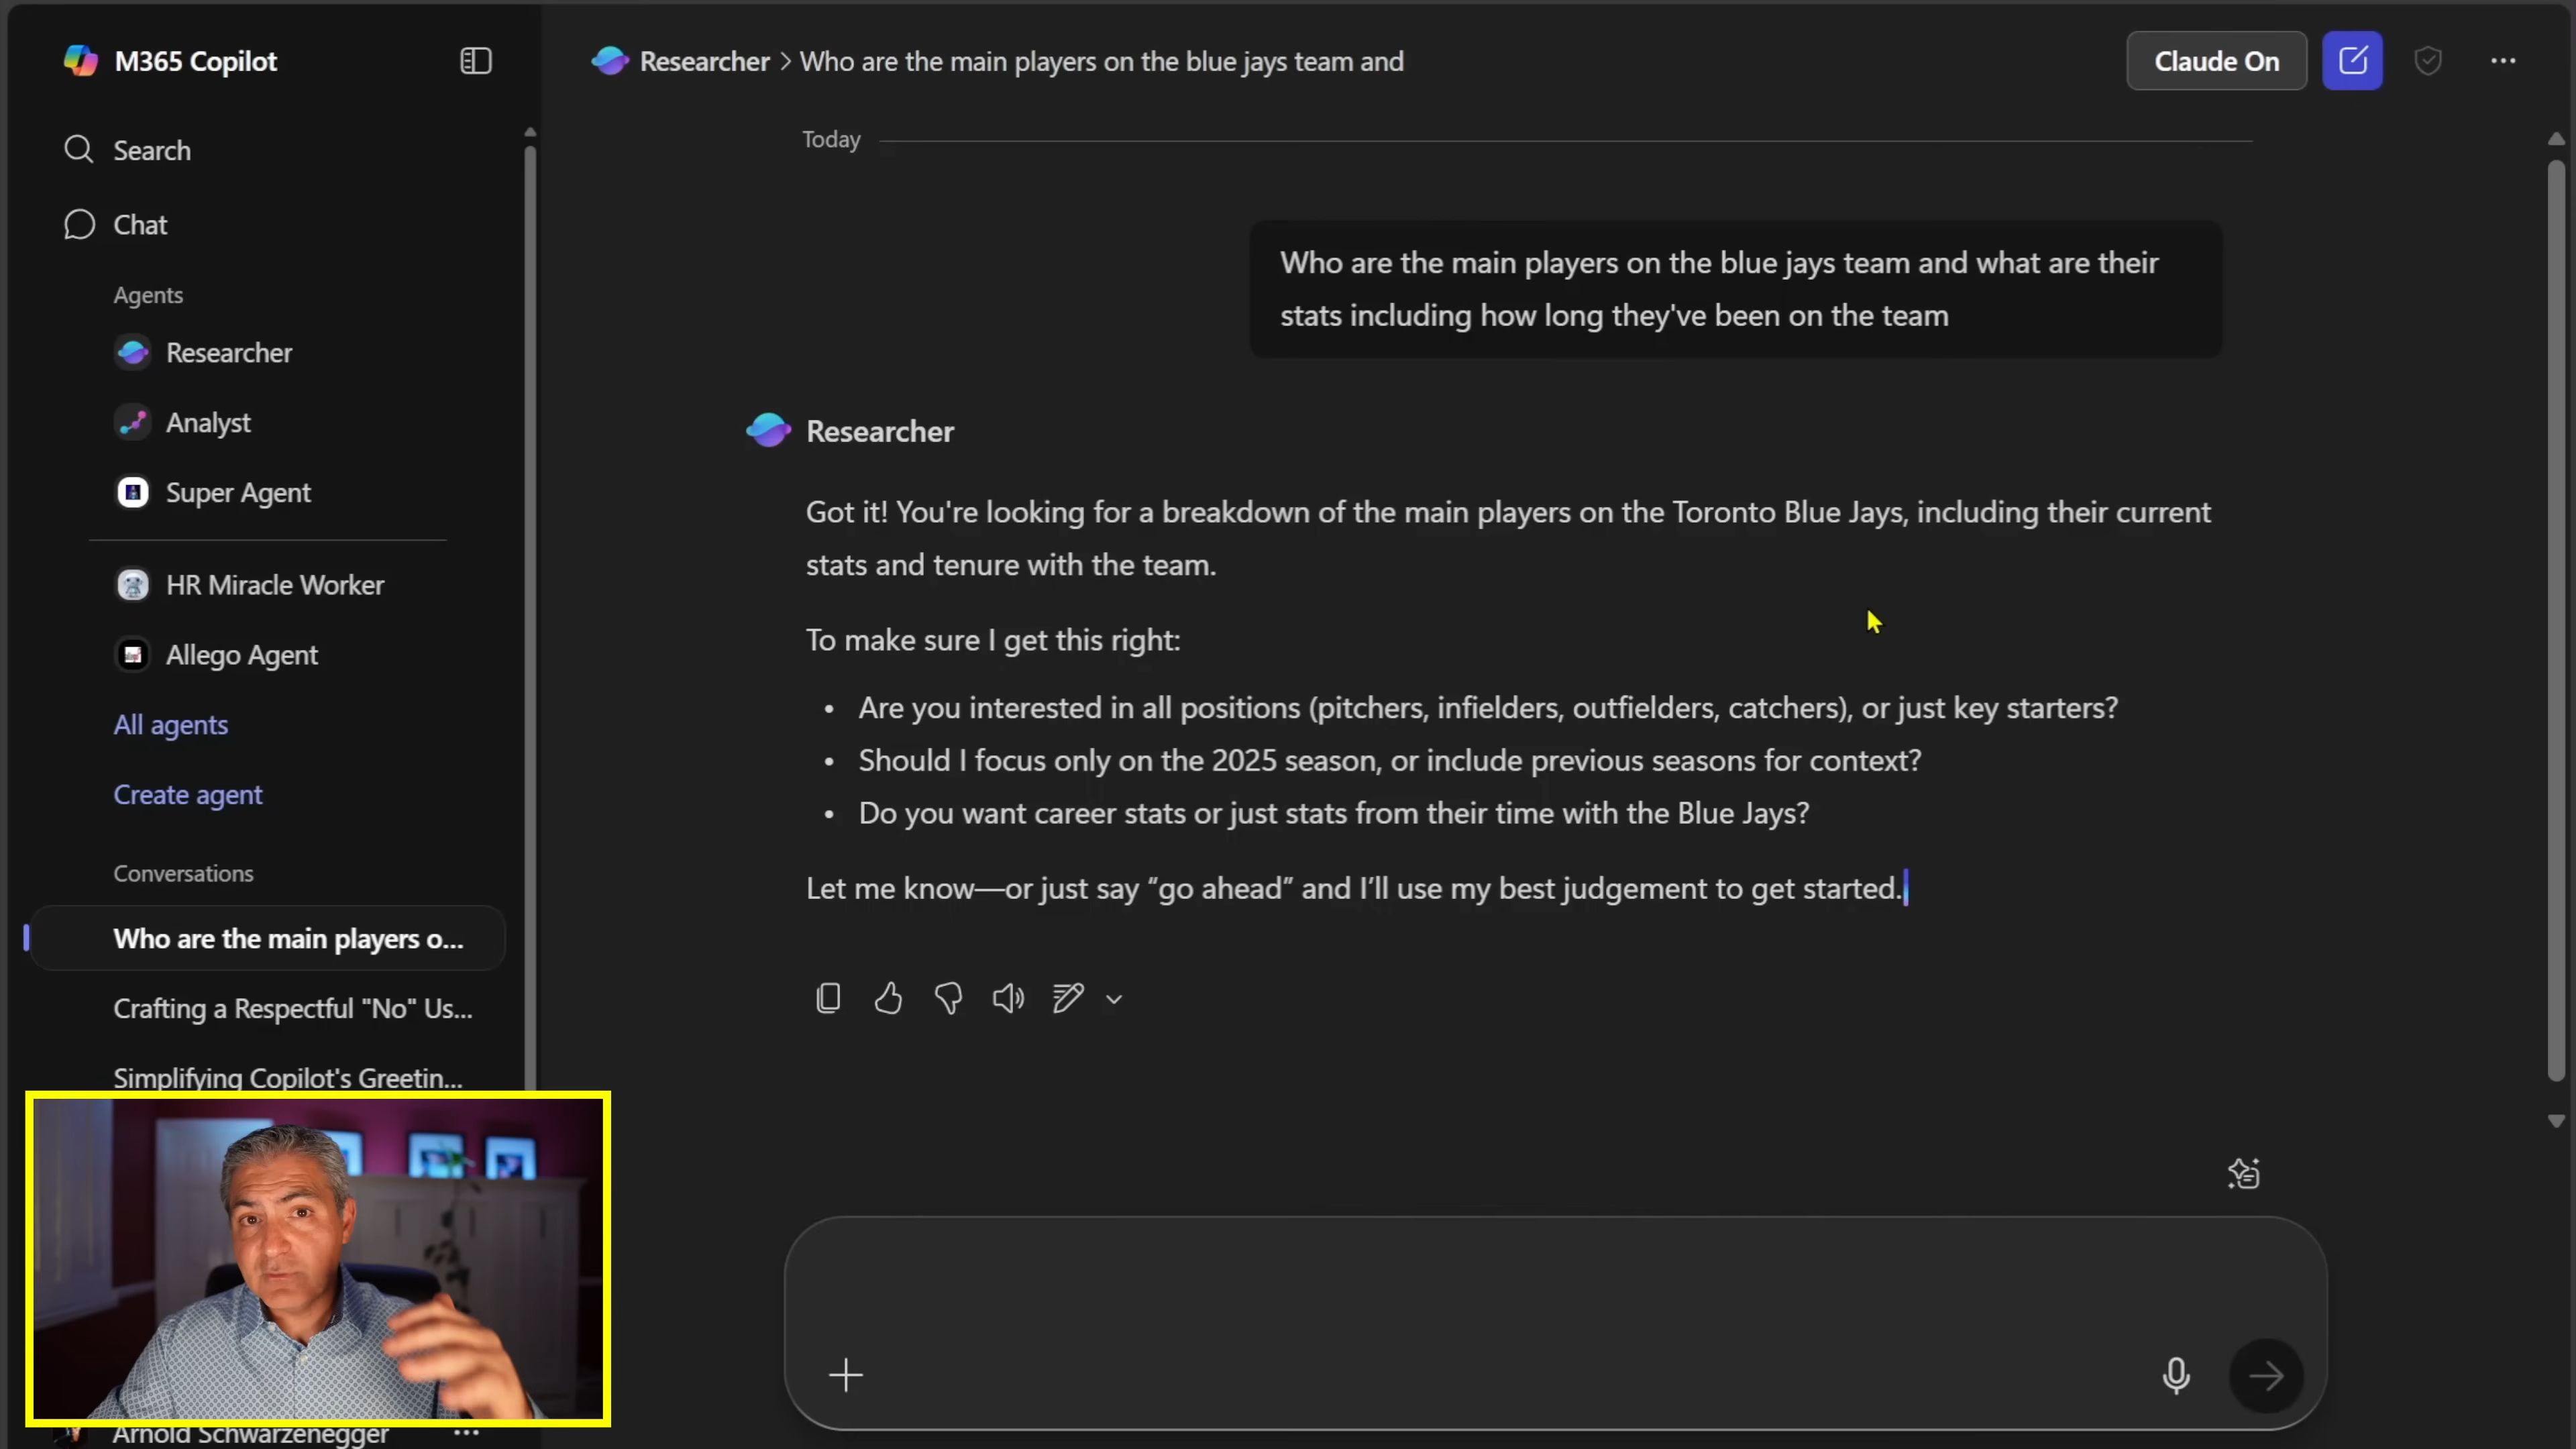 M365 Copilot
Search
Chat
Agents
Researcher
Analyst
Super Agent
HR Miracle Worker
Allego Agent
All agents
Create agent
Conversations
Who are the main players o...
Crafting a Respectful "No" Us...
Simplifying Copilot's Greetin...
Arnold Schwarzenegger
Researcher > Who are the main players on the blue jays team and
Claude On
Today
Who are the main players on the blue jays team and what are their
stats including how long they've been on the team
Researcher
Got it! You're looking for a breakdown of the main players on the Toronto Blue Jays, including their current
stats and tenure with the team.
To make sure I get this right:
• Are you interested in all positions (pitchers, infielders, outfielders, catchers), or just key starters?
• Should I focus only on the 2025 season, or include previous seasons for context?
• Do you want career stats or just stats from their time with the Blue Jays?
Let me know—or just say “go ahead” and I’ll use my best judgement to get started.